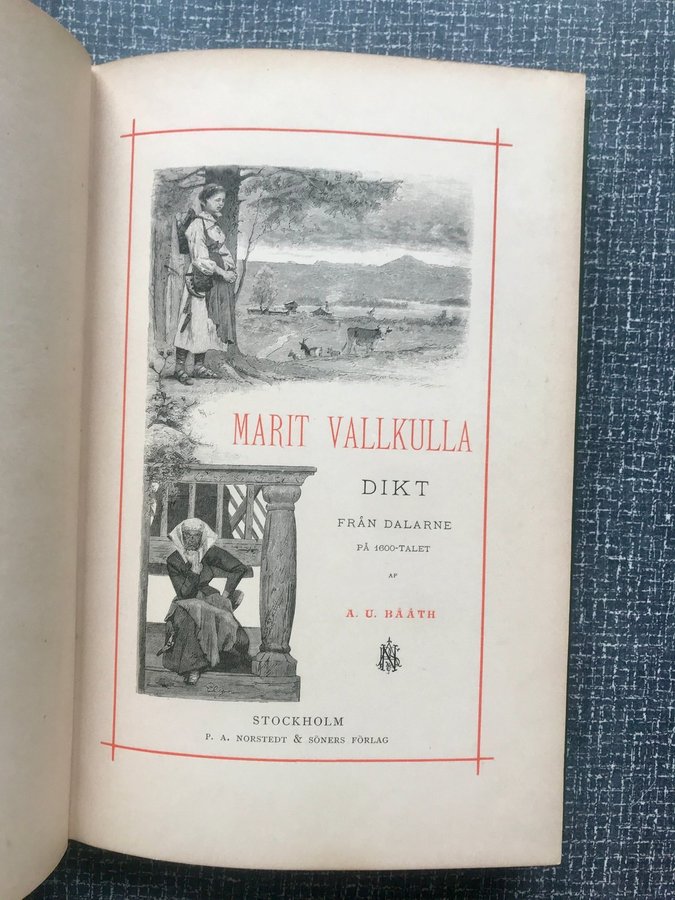 MARIT VALLKULLA
DIKT
FRÅN DALARNE
PÅ 1600-TALET
AF
A. U. BÅÅTH
STOCKHOLM
P. A. NORSTEDT & SÖNERS FÖRLAG